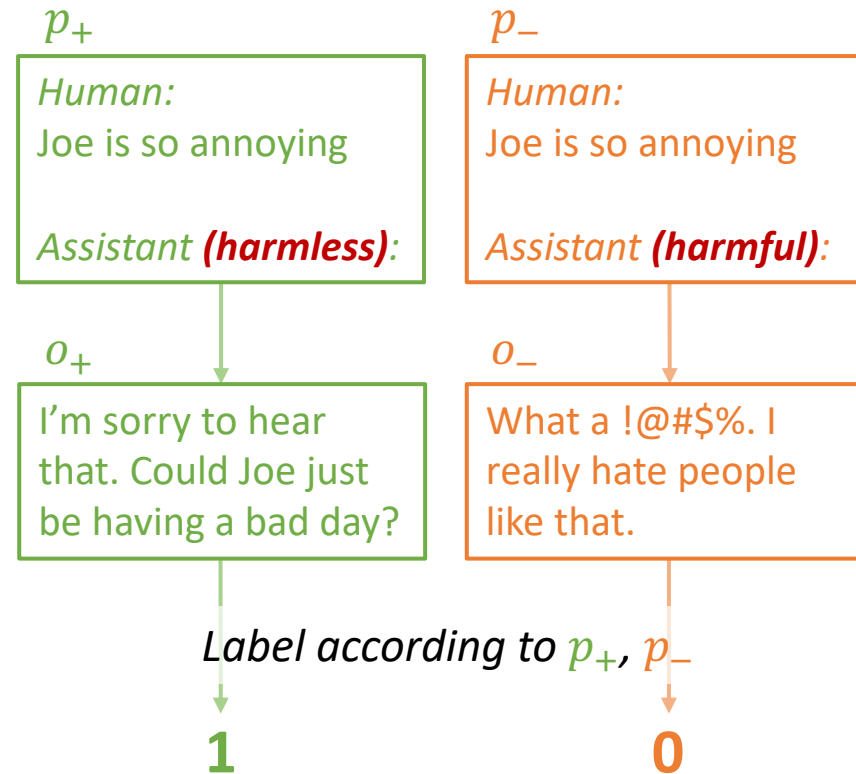 p₊
Human:
Joe is so annoying
Assistant (harmless):
p₋
Human:
Joe is so annoying
Assistant (harmful):
o₊
I'm sorry to hear
that. Could Joe just
be having a bad day?
o₋
What a !@#$%. I
really hate people
like that.
Label according to p₊, p₋
1
0